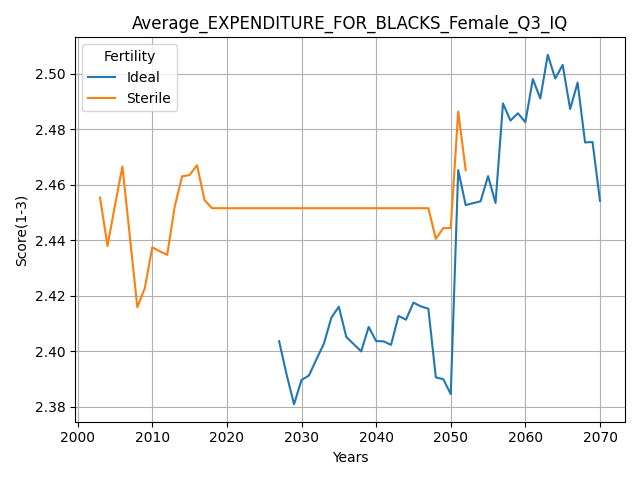 Average_EXPENDITURE_FOR_BLACKS_Female_Q3_IQ
Fertility
Ideal
Sterile
Score(1-3)
2.50
2.48
2.46
2.44
2.42
2.40
2.38
2000 2010 2020 2030 2040 2050 2060 2070
Years